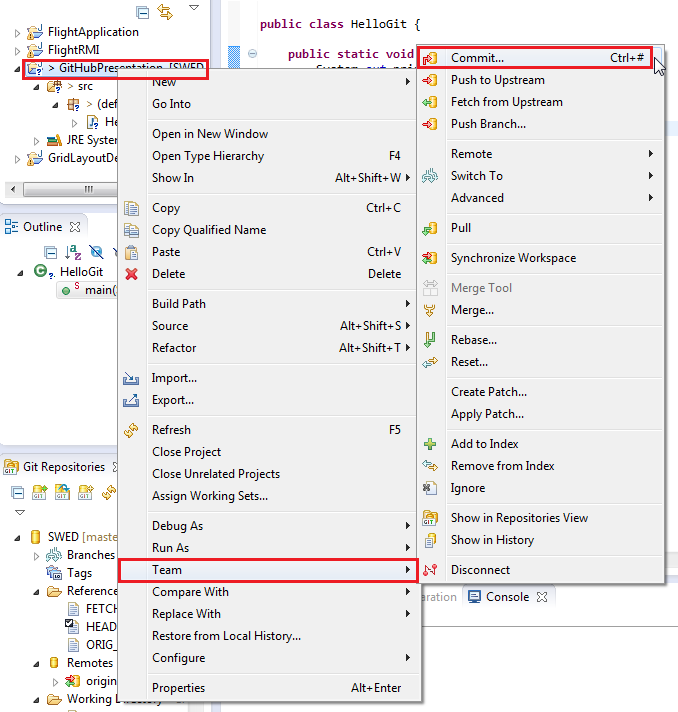 FlightApplication
FlightRMI
> GitHubPresentation [SWED
> src
> (def
He
JRE System
GridLayoutDe
Outline
HelloGit
main(
Git Repositories
SWED [maste
Branches
Tags
Reference
FETCH
HEAD
ORIG_
Remotes
origin
Working Directory
public class HelloGit {
public static void
New
Go Into
Open in New Window
Open Type Hierarchy F4
Show In Alt+Shift+W
Copy Ctrl+C
Copy Qualified Name
Paste Ctrl+V
Delete Delete
Build Path
Source Alt+Shift+S
Refactor Alt+Shift+T
Import...
Export...
Refresh F5
Close Project
Close Unrelated Projects
Assign Working Sets...
Debug As
Run As
Team
Compare With
Replace With
Restore from Local History...
Configure
Properties Alt+Enter
Commit... Ctrl+#
Push to Upstream
Fetch from Upstream
Push Branch...
Remote
Switch To
Advanced
Pull
Synchronize Workspace
Merge Tool
Merge...
Rebase...
Reset...
Create Patch...
Apply Patch...
Add to Index
Remove from Index
Ignore
Show in Repositories View
Show in History
Disconnect
aration
Console